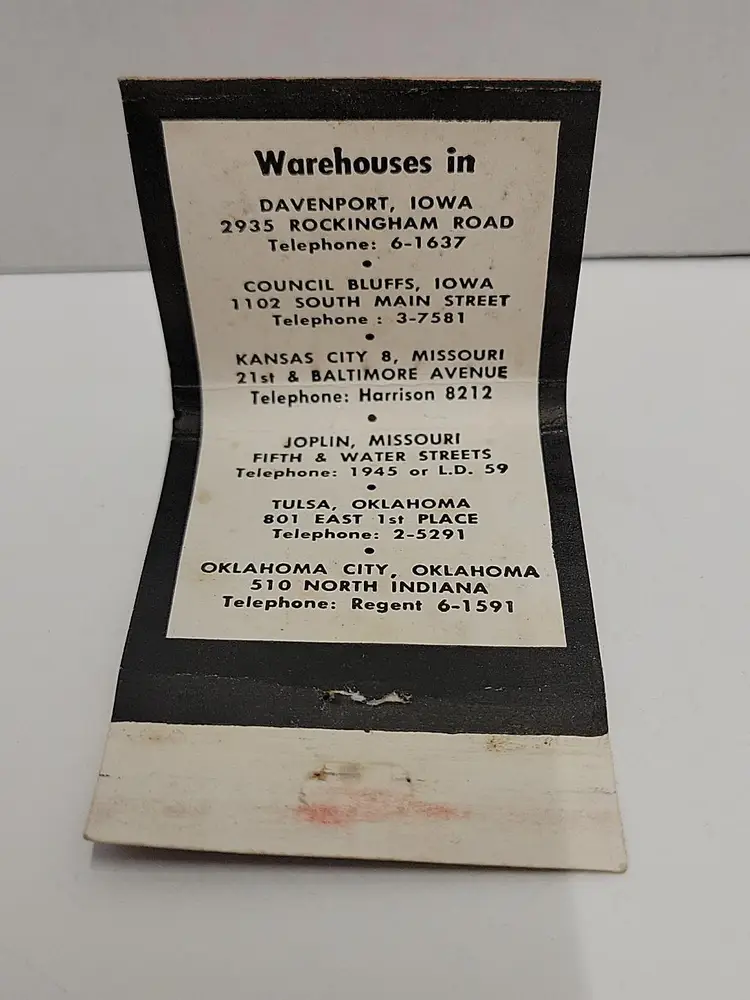 Warehouses in
DAVENPORT, IOWA
2935 ROCKINGHAM ROAD
Telephone: 6-1637
•
COUNCIL BLUFFS, IOWA
1102 SOUTH MAIN STREET
Telephone : 3-7581
•
KANSAS CITY 8, MISSOURI
21st & BALTIMORE AVENUE
Telephone: Harrison 8212
•
JOPLIN, MISSOURI
FIFTH & WATER STREETS
Telephone: 1945 or L.D. 59
•
TULSA, OKLAHOMA
801 EAST 1st PLACE
Telephone: 2-5291
•
OKLAHOMA CITY, OKLAHOMA
510 NORTH INDIANA
Telephone: Regent 6-1591